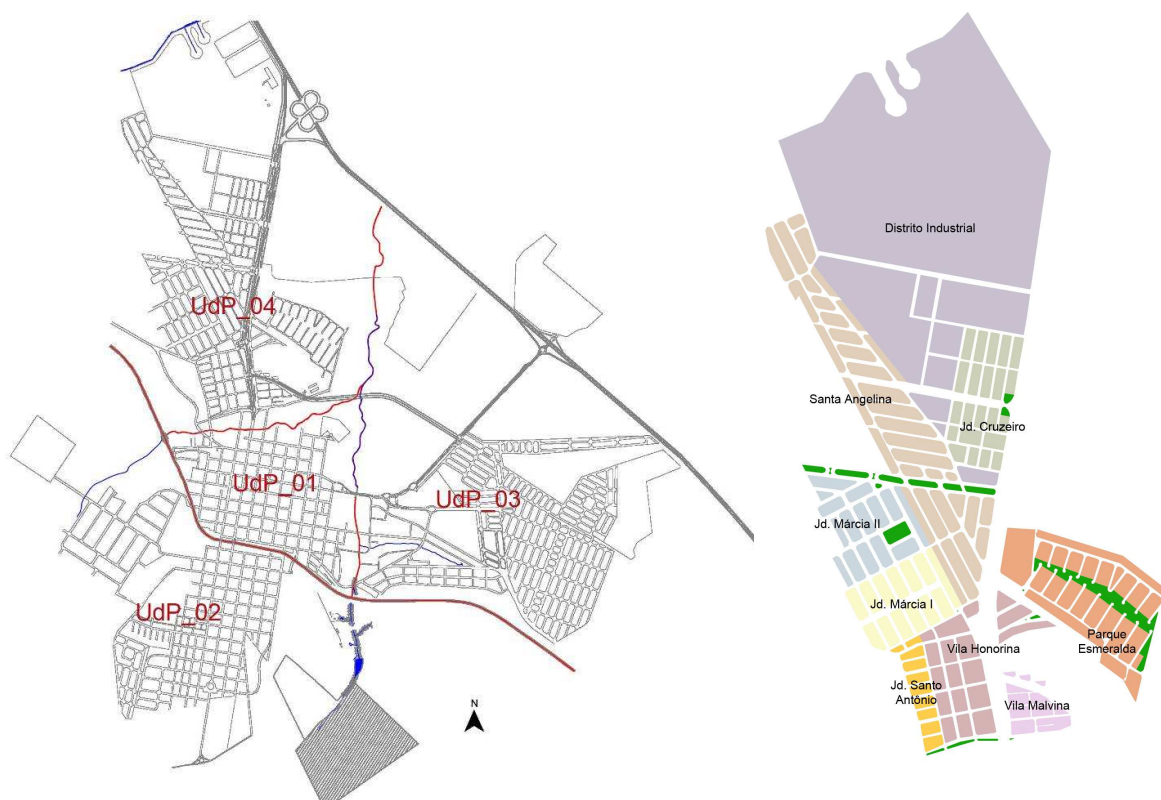 UdP_04
UdP_01
UdP_03
UdP_02
N
Distrito Industrial
Santa Angelina
Jd. Cruzeiro
Jd. Márcia II
Jd. Márcia I
Vila Honorina
Parque
Esmeralda
Jd. Santo
Antônio
Vila Malvina